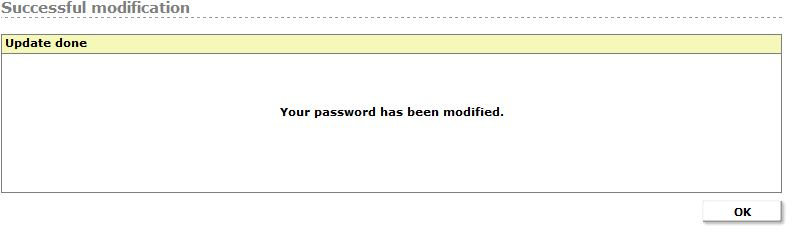 Successful modification
Update done
Your password has been modified.
OK